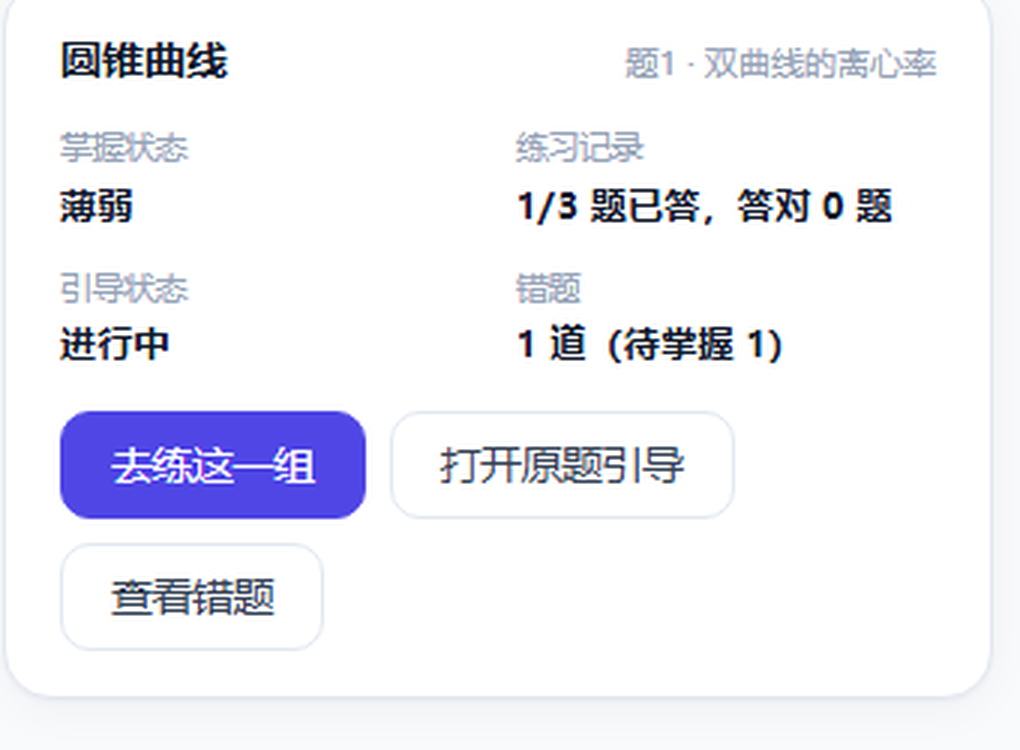 圆锥曲线 题1 · 双曲线的离心率
掌握状态 练习记录
薄弱 1/3 题已答，答对 0 题
引导状态 错题
进行中 1 道（待掌握 1）
去练这一组 打开原题引导
查看错题